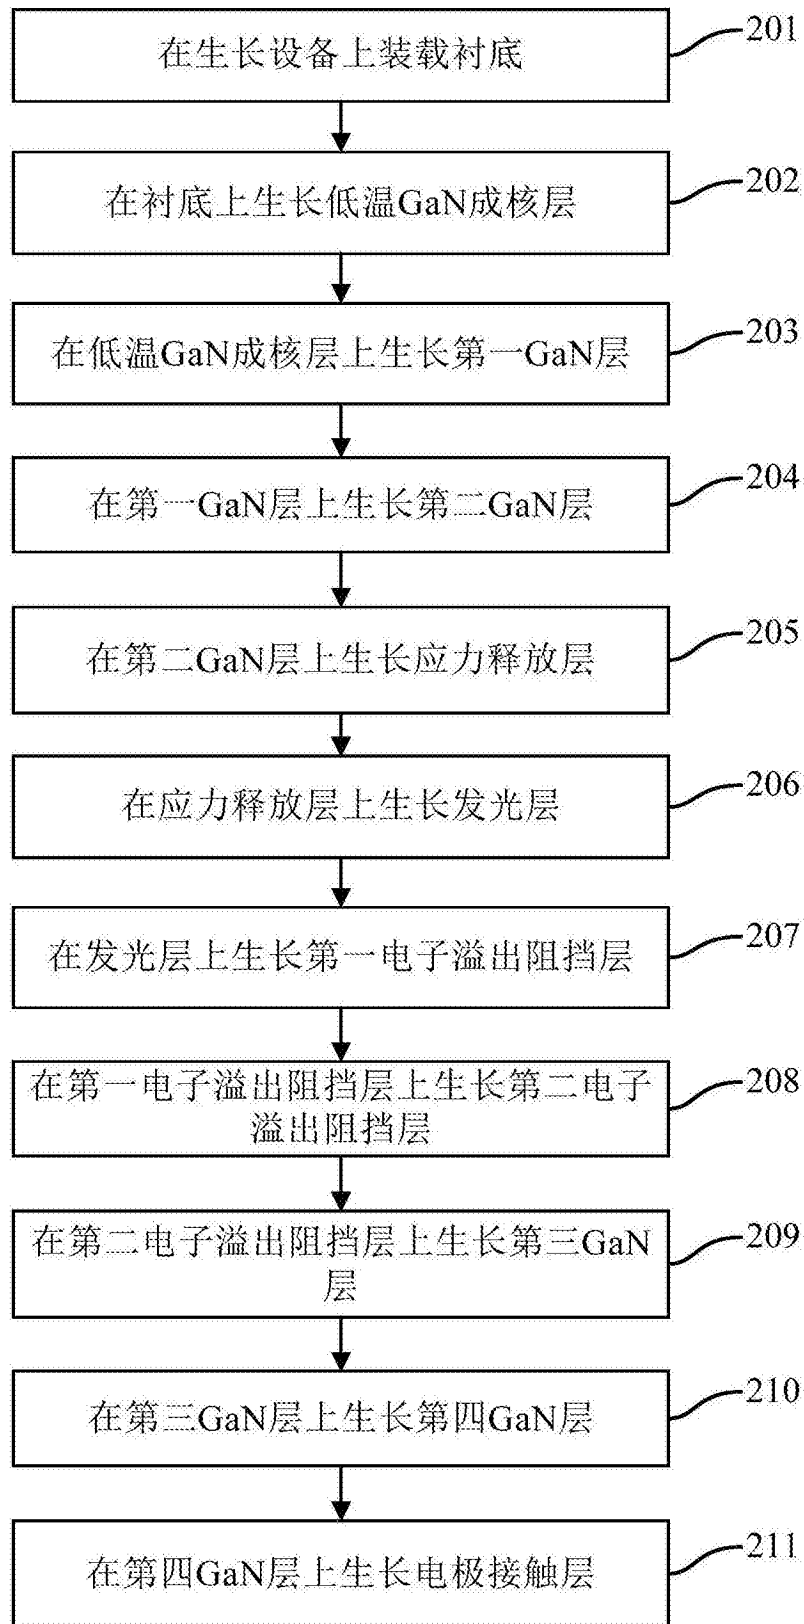 在生长设备上装载衬底
201
在衬底上生长低温GaN成核层
202
在低温GaN成核层上生长第一GaN层
203
在第一GaN层上生长第二GaN层
204
在第二GaN层上生长应力释放层
205
在应力释放层上生长发光层
206
在发光层上生长第一电子溢出阻挡层
207
在第一电子溢出阻挡层上生长第二电子
溢出阻挡层
208
在第二电子溢出阻挡层上生长第三GaN
层
209
在第三GaN层上生长第四GaN层
210
在第四GaN层上生长电极接触层
211